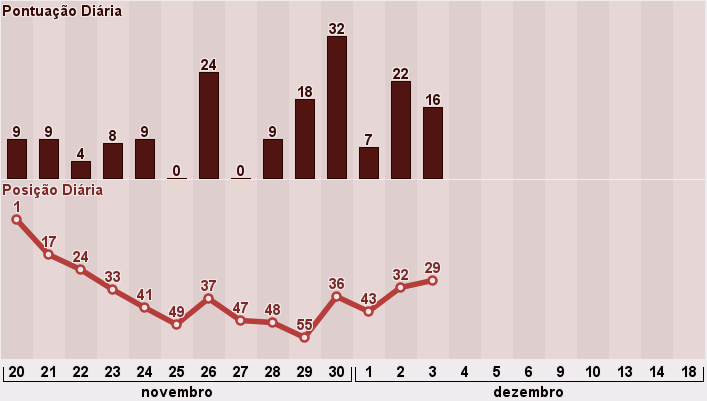 Pontuação Diária
9 9 4 8 9 0 24 0 9 18 32 7 22 16
Posição Diária
1 17 24 33 41 49 37 47 48 55 36 43 32 29
20 21 22 23 24 25 26 27 28 29 30 1 2 3 4 5 6 9 10 13 14 18
novembro dezembro